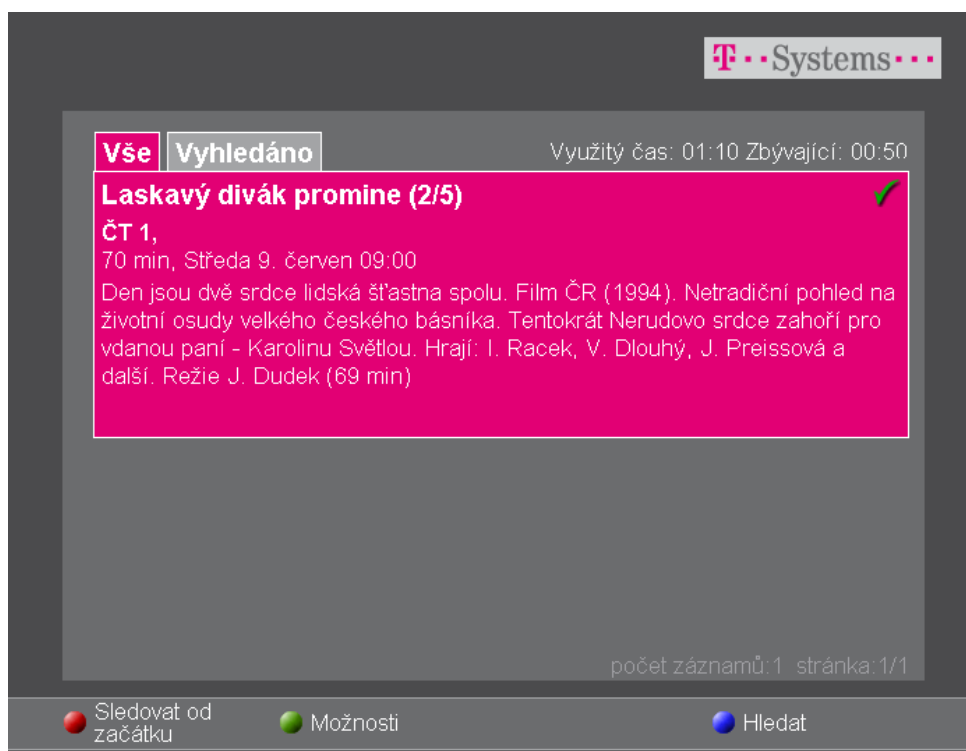 T··Systems···
Vše Vyhledáno Využitý čas: 01:10 Zbývající: 00:50
Laskavý divák promine (2/5)
ČT 1,
70 min, Středa 9. červen 09:00
Den jsou dvě srdce lidská šťastna spolu. Film ČR (1994). Netradiční pohled na
životní osudy velkého českého básníka. Tentokrát Nerudovo srdce zahoří pro
vdanou paní - Karolinu Světlou. Hrají: I. Racek, V. Dlouhý, J. Preissová a
další. Režie J. Dudek (69 min)
počet záznamů:1 stránka:1/1
Sledovat od
začátku
Možnosti
Hledat